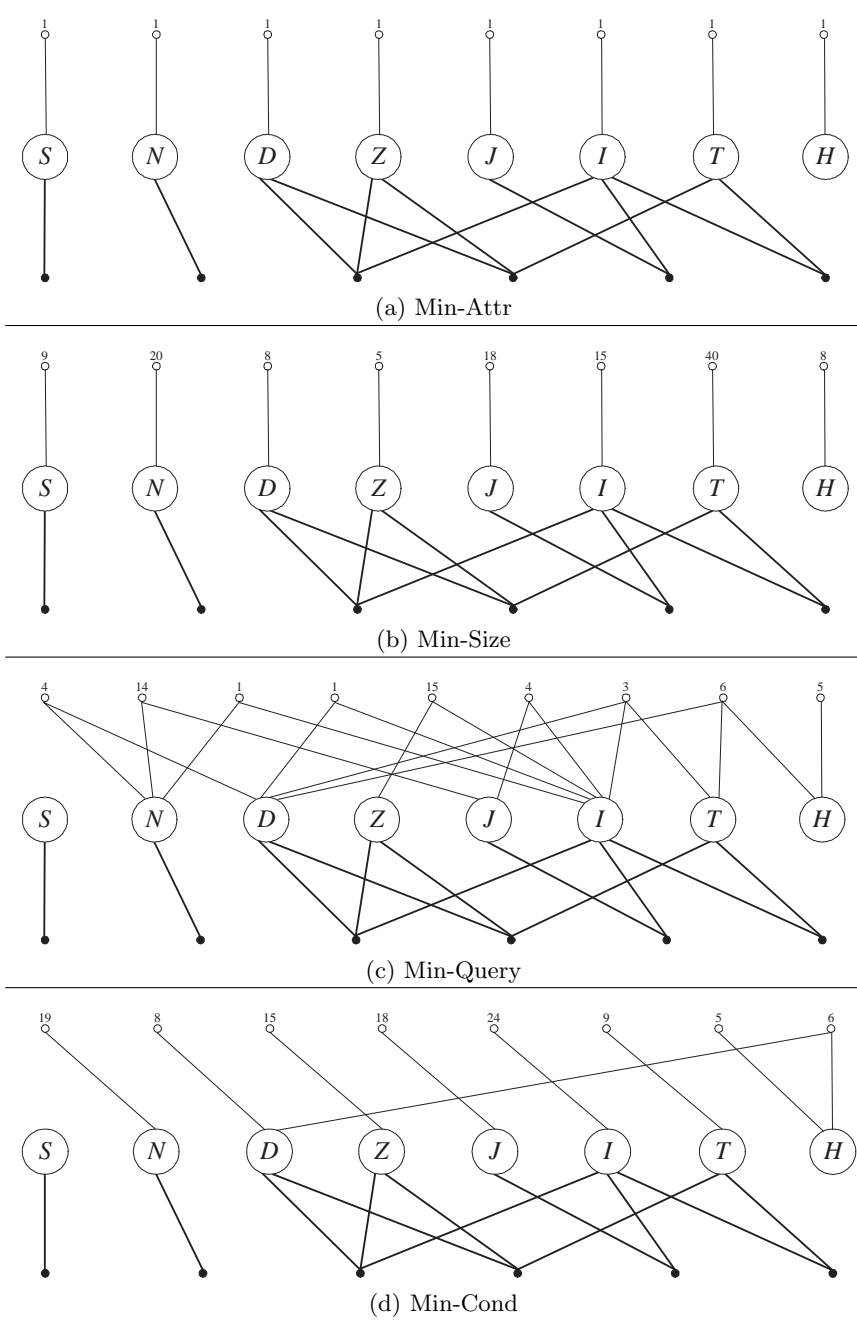 1 1 1 1 1 1 1 1
S N D Z J I T H
(a) Min-Attr
9 20 8 5 18 15 40 8
S N D Z J I T H
(b) Min-Size
4 14 1 1 15 4 3 6 5
S N D Z J I T H
(c) Min-Query
19 8 15 18 24 9 5 6
S N D Z J I T H
(d) Min-Cond